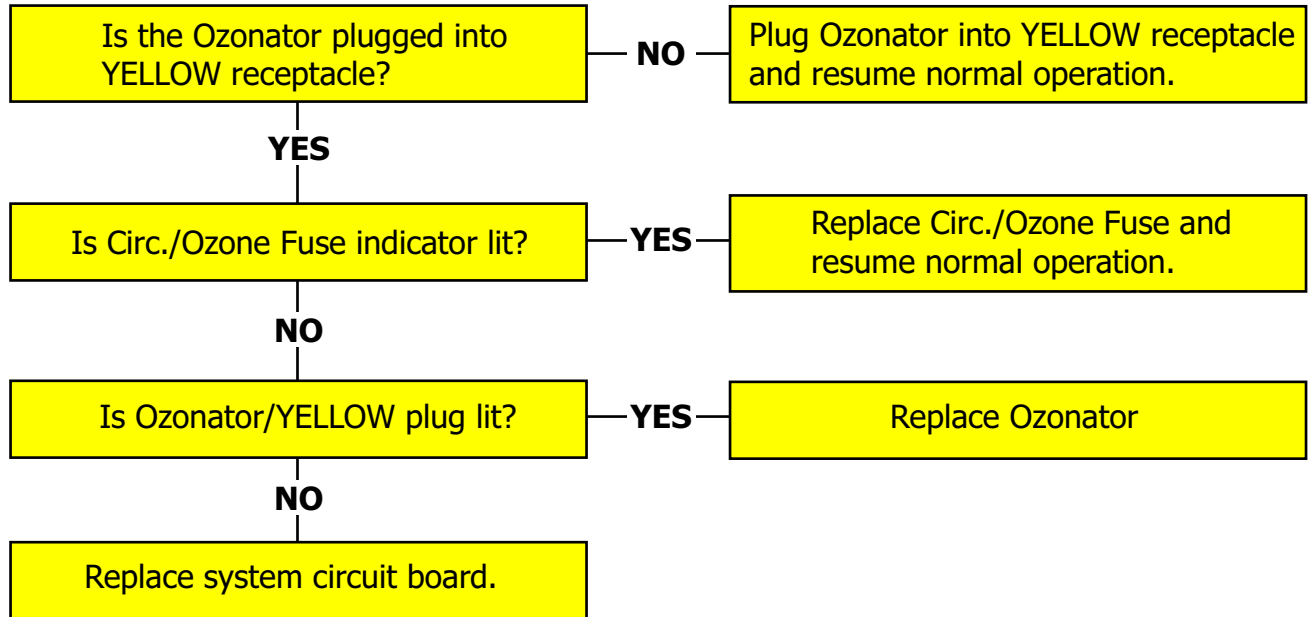 Is the Ozonator plugged into
YELLOW receptacle?
NO
Plug Ozonator into YELLOW receptacle
and resume normal operation.
YES
Is Circ./Ozone Fuse indicator lit?
YES
Replace Circ./Ozone Fuse and
resume normal operation.
NO
Is Ozonator/YELLOW plug lit?
YES
Replace Ozonator
NO
Replace system circuit board.